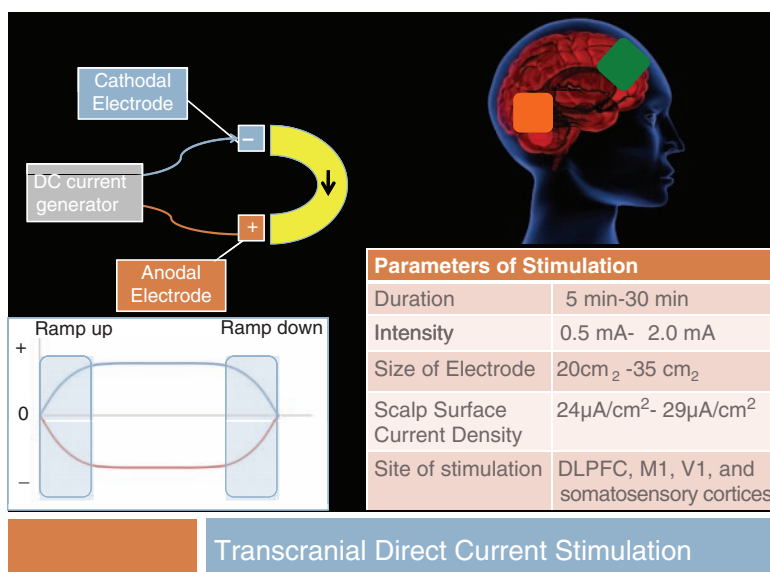 Cathodal
Electrode
−
DC current
generator
+
Anodal
Electrode
Parameters of Stimulation
Duration 5 min-30 min
Intensity 0.5 mA- 2.0 mA
Size of Electrode 20cm₂ -35 cm₂
Scalp Surface
Current Density 24µA/cm²- 29µA/cm²
Site of stimulation DLPFC, M1, V1, and
somatosensory cortices
Ramp up Ramp down
+
0
−
Transcranial Direct Current Stimulation